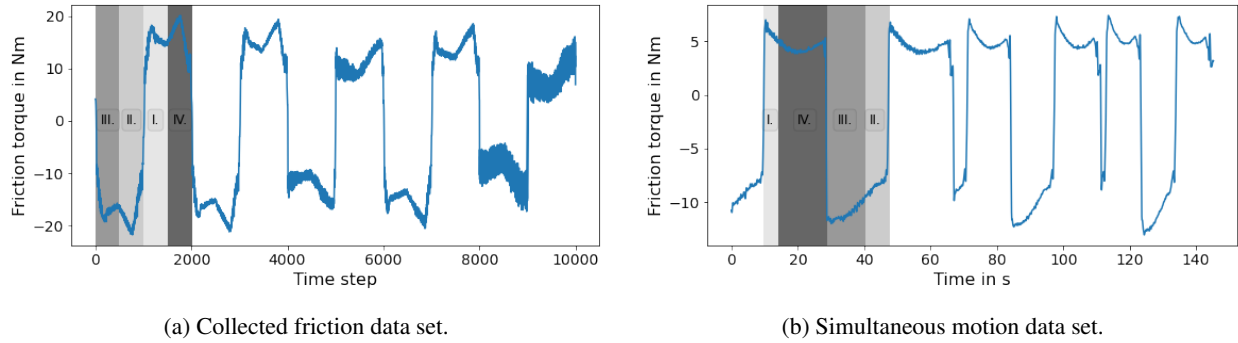 Friction torque in Nm
20
10
0
−10
−20
III. II. I. IV.
0 2000 4000 6000 8000 10000
Time step
(a) Collected friction data set.
Friction torque in Nm
5
0
−5
−10
I. IV. III. II.
0 20 40 60 80 100 120 140
Time in s
(b) Simultaneous motion data set.